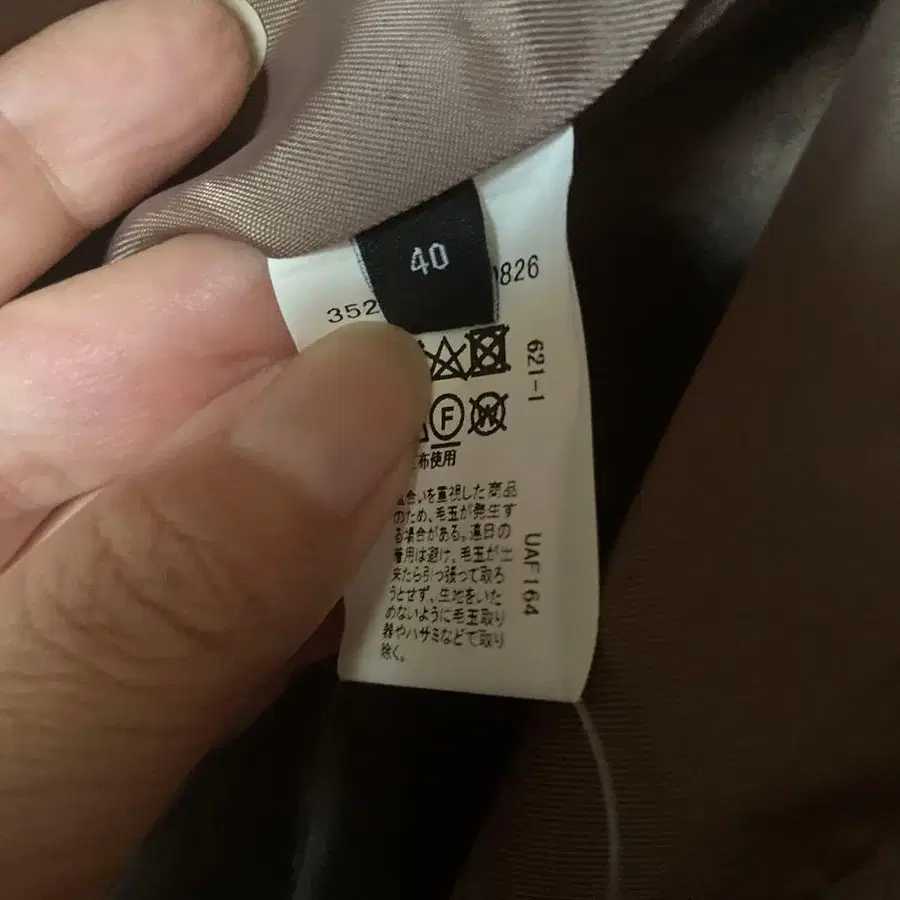 40
352
826
621-1
F
W
布使用
合いを重視した商品
のため、毛玉が発生す
る場合がある。連日の
着用は避け、毛玉が出
来たら引っ張って取ろ
うとせず、生地をいた
めないように毛玉取り
器やハサミなどで取り
除く。
UAF164